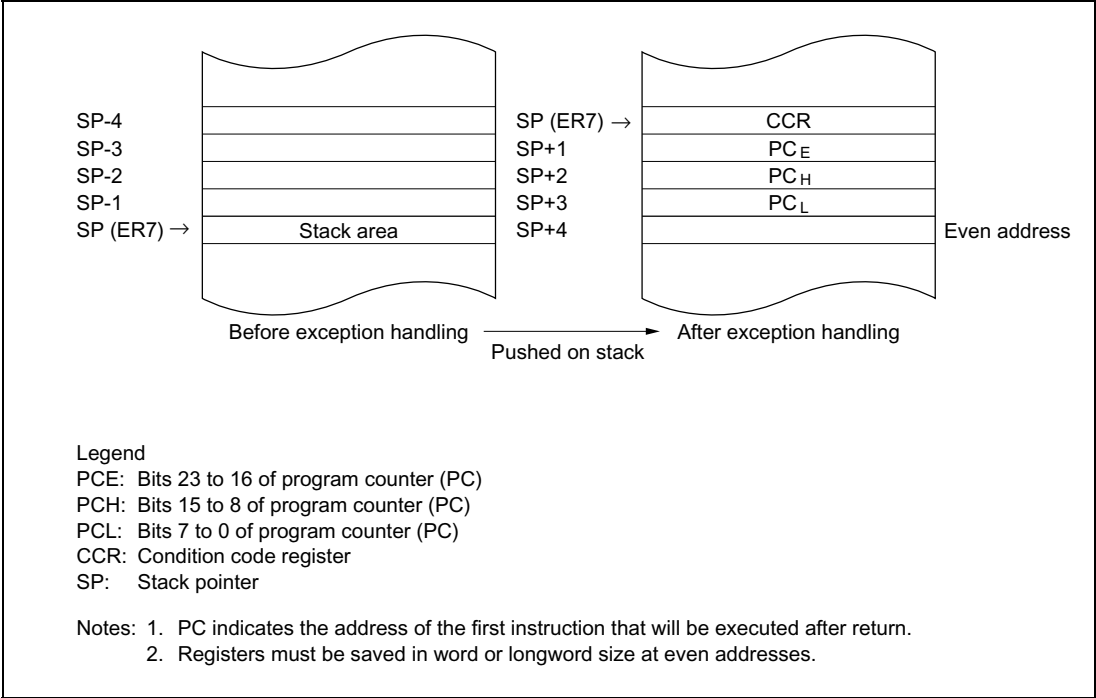 SP-4 SP (ER7) → CCR
SP-3 SP+1 PC E
SP-2 SP+2 PC H
SP-1 SP+3 PC L
SP (ER7) → Stack area SP+4 Even address
Before exception handling After exception handling
Pushed on stack
Legend
PCE: Bits 23 to 16 of program counter (PC)
PCH: Bits 15 to 8 of program counter (PC)
PCL: Bits 7 to 0 of program counter (PC)
CCR: Condition code register
SP: Stack pointer
Notes: 1. PC indicates the address of the first instruction that will be executed after return.
2. Registers must be saved in word or longword size at even addresses.